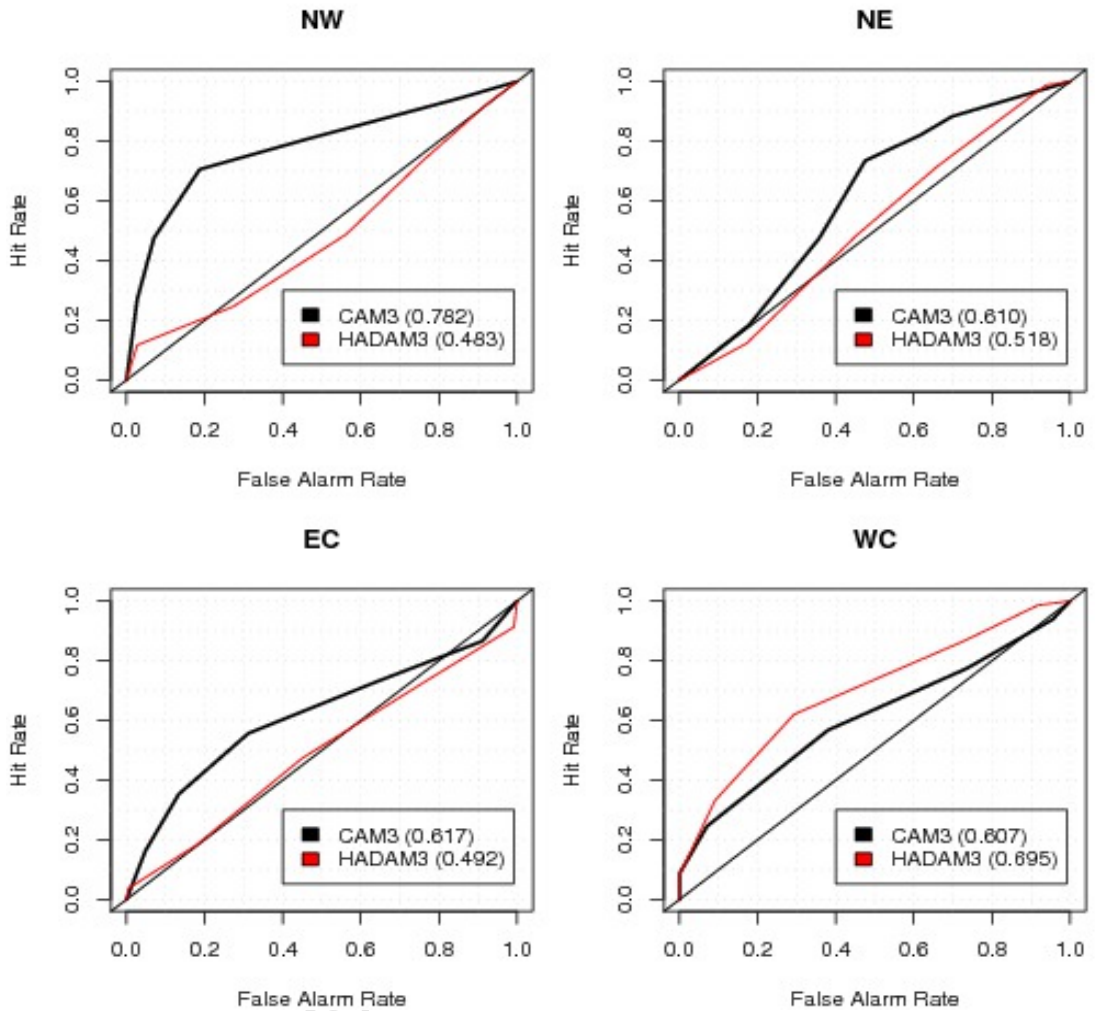 NW
Hit Rate
0.0 0.2 0.4 0.6 0.8 1.0
CAM3 (0.782)
HADAM3 (0.483)
0.0 0.2 0.4 0.6 0.8 1.0
False Alarm Rate
NE
Hit Rate
0.0 0.2 0.4 0.6 0.8 1.0
CAM3 (0.610)
HADAM3 (0.518)
0.0 0.2 0.4 0.6 0.8 1.0
False Alarm Rate
EC
Hit Rate
0.0 0.2 0.4 0.6 0.8 1.0
CAM3 (0.617)
HADAM3 (0.492)
0.0 0.2 0.4 0.6 0.8 1.0
False Alarm Rate
WC
Hit Rate
0.0 0.2 0.4 0.6 0.8 1.0
CAM3 (0.607)
HADAM3 (0.695)
0.0 0.2 0.4 0.6 0.8 1.0
False Alarm Rate